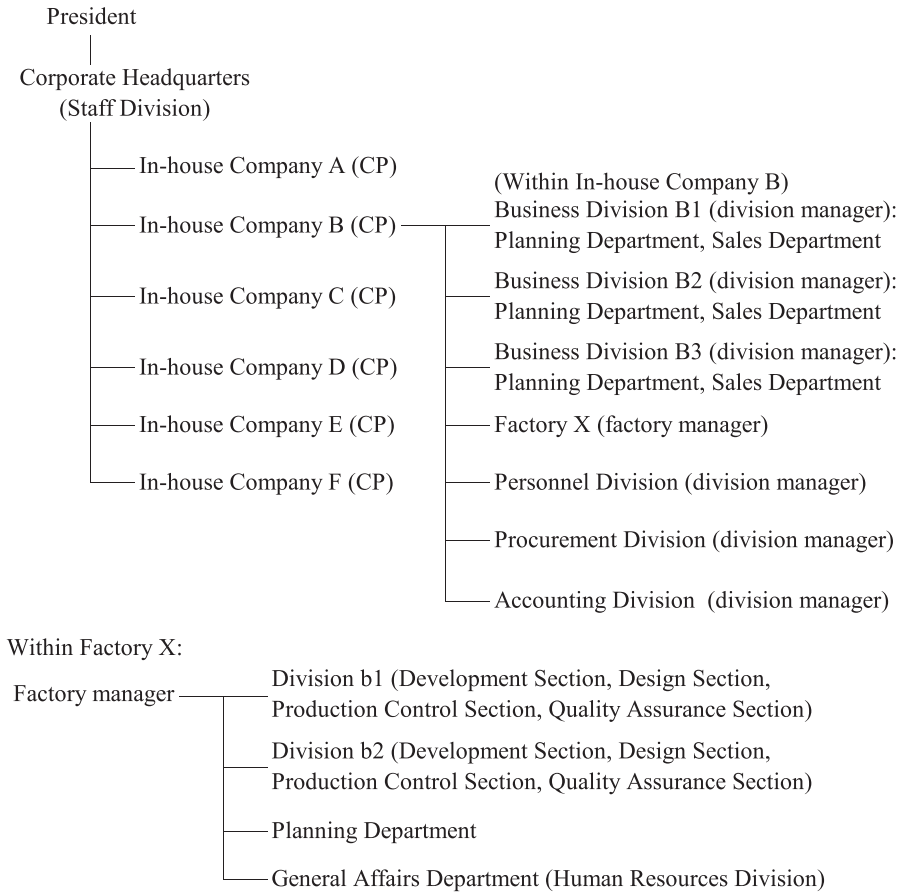 President
Corporate Headquarters
(Staff Division)
In-house Company A (CP)
In-house Company B (CP)
In-house Company C (CP)
In-house Company D (CP)
In-house Company E (CP)
In-house Company F (CP)
(Within In-house Company B)
Business Division B1 (division manager):
Planning Department, Sales Department
Business Division B2 (division manager):
Planning Department, Sales Department
Business Division B3 (division manager):
Planning Department, Sales Department
Factory X (factory manager)
Personnel Division (division manager)
Procurement Division (division manager)
Accounting Division (division manager)
Within Factory X:
Factory manager
Division b1 (Development Section, Design Section,
Production Control Section, Quality Assurance Section)
Division b2 (Development Section, Design Section,
Production Control Section, Quality Assurance Section)
Planning Department
General Affairs Department (Human Resources Division)